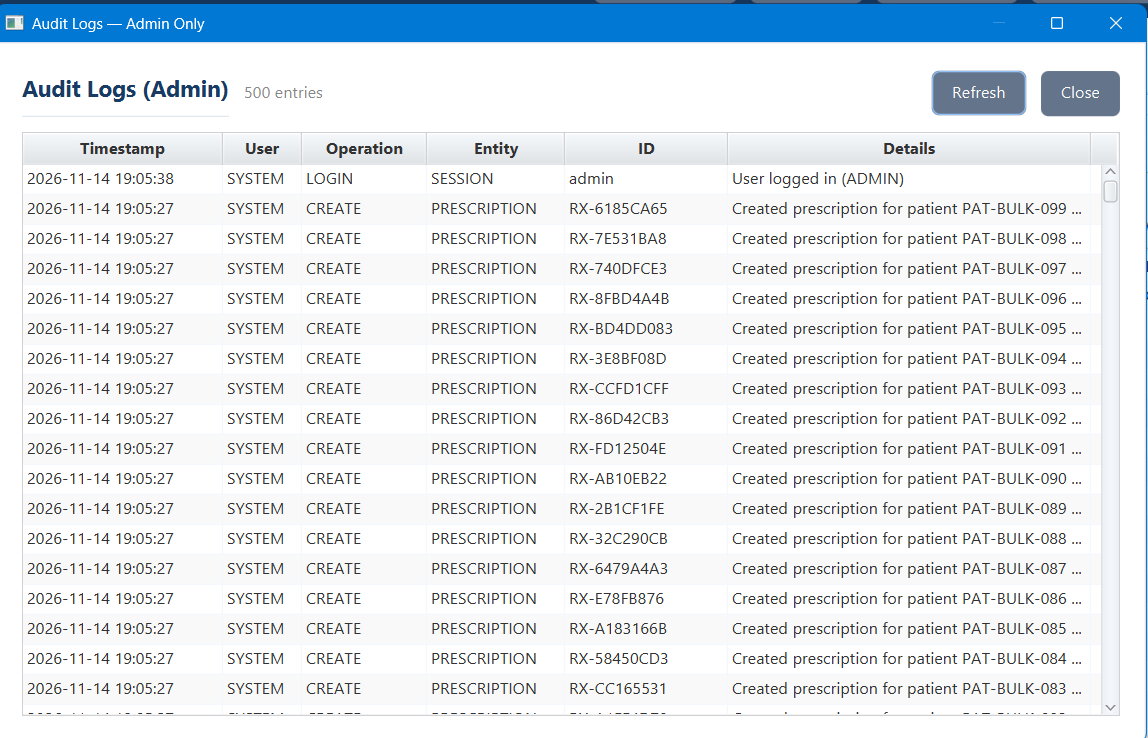 Audit Logs — Admin Only
Audit Logs (Admin) 500 entries Refresh Close
Timestamp User Operation Entity ID Details
2026-11-14 19:05:38 SYSTEM LOGIN SESSION admin User logged in (ADMIN)
2026-11-14 19:05:27 SYSTEM CREATE PRESCRIPTION RX-6185CA65 Created prescription for patient PAT-BULK-099 ...
2026-11-14 19:05:27 SYSTEM CREATE PRESCRIPTION RX-7E531BA8 Created prescription for patient PAT-BULK-098 ...
2026-11-14 19:05:27 SYSTEM CREATE PRESCRIPTION RX-740DFCE3 Created prescription for patient PAT-BULK-097 ...
2026-11-14 19:05:27 SYSTEM CREATE PRESCRIPTION RX-8FBD4A4B Created prescription for patient PAT-BULK-096 ...
2026-11-14 19:05:27 SYSTEM CREATE PRESCRIPTION RX-BD4DD083 Created prescription for patient PAT-BULK-095 ...
2026-11-14 19:05:27 SYSTEM CREATE PRESCRIPTION RX-3E8BF08D Created prescription for patient PAT-BULK-094 ...
2026-11-14 19:05:27 SYSTEM CREATE PRESCRIPTION RX-CCFD1CFF Created prescription for patient PAT-BULK-093 ...
2026-11-14 19:05:27 SYSTEM CREATE PRESCRIPTION RX-86D42CB3 Created prescription for patient PAT-BULK-092 ...
2026-11-14 19:05:27 SYSTEM CREATE PRESCRIPTION RX-FD12504E Created prescription for patient PAT-BULK-091 ...
2026-11-14 19:05:27 SYSTEM CREATE PRESCRIPTION RX-AB10EB22 Created prescription for patient PAT-BULK-090 ...
2026-11-14 19:05:27 SYSTEM CREATE PRESCRIPTION RX-2B1CF1FE Created prescription for patient PAT-BULK-089 ...
2026-11-14 19:05:27 SYSTEM CREATE PRESCRIPTION RX-32C290CB Created prescription for patient PAT-BULK-088 ...
2026-11-14 19:05:27 SYSTEM CREATE PRESCRIPTION RX-6479A4A3 Created prescription for patient PAT-BULK-087 ...
2026-11-14 19:05:27 SYSTEM CREATE PRESCRIPTION RX-E78FB876 Created prescription for patient PAT-BULK-086 ...
2026-11-14 19:05:27 SYSTEM CREATE PRESCRIPTION RX-A183166B Created prescription for patient PAT-BULK-085 ...
2026-11-14 19:05:27 SYSTEM CREATE PRESCRIPTION RX-58450CD3 Created prescription for patient PAT-BULK-084 ...
2026-11-14 19:05:27 SYSTEM CREATE PRESCRIPTION RX-CC165531 Created prescription for patient PAT-BULK-083 ...